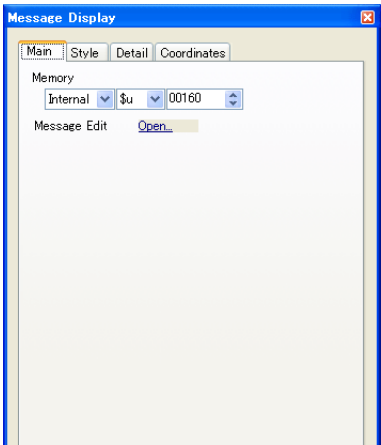 Message Display
Main Style Detail Coordinates
Memory
Internal $u 00160
Message Edit Open...